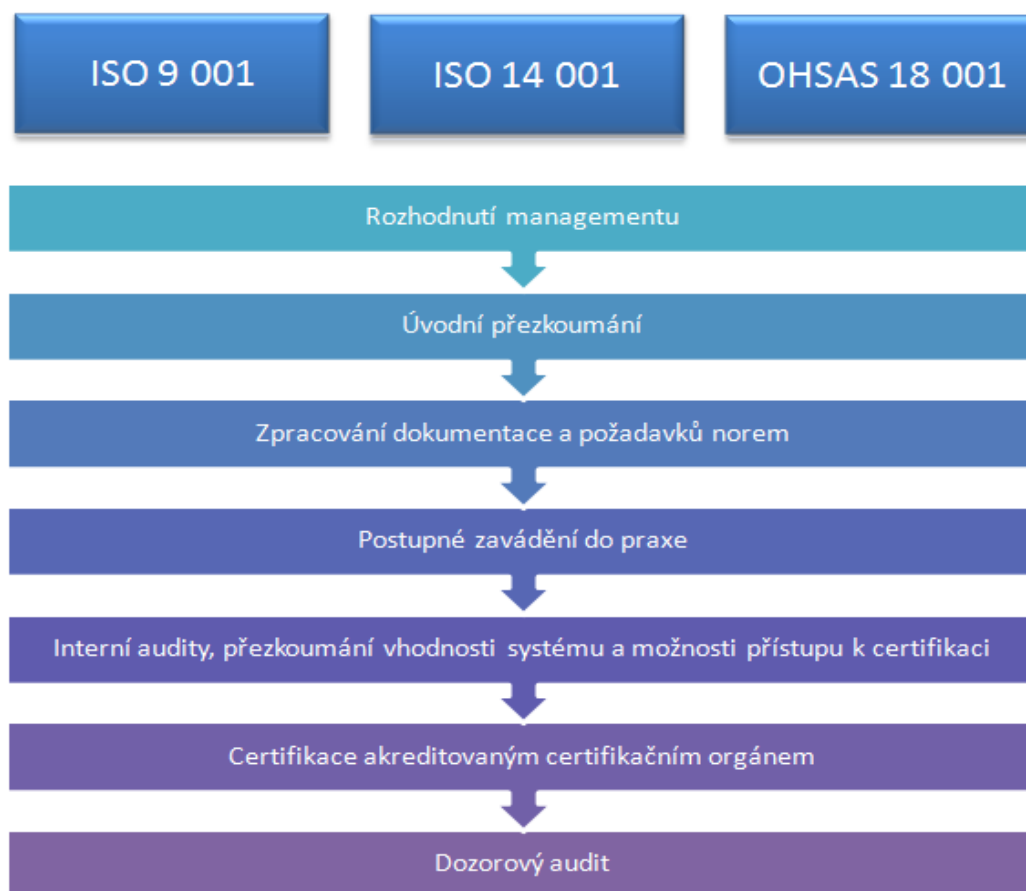 ISO 9 001
ISO 14 001
OHSAS 18 001
Rozhodnutí managementu
Úvodní přezkoumání
Zpracování dokumentace a požadavků norem
Postupné zavádění do praxe
Interní audity, přezkoumání vhodnosti systému a možnosti přístupu k certifikaci
Certifikace akreditovaným certifikačním orgánem
Dozorový audit